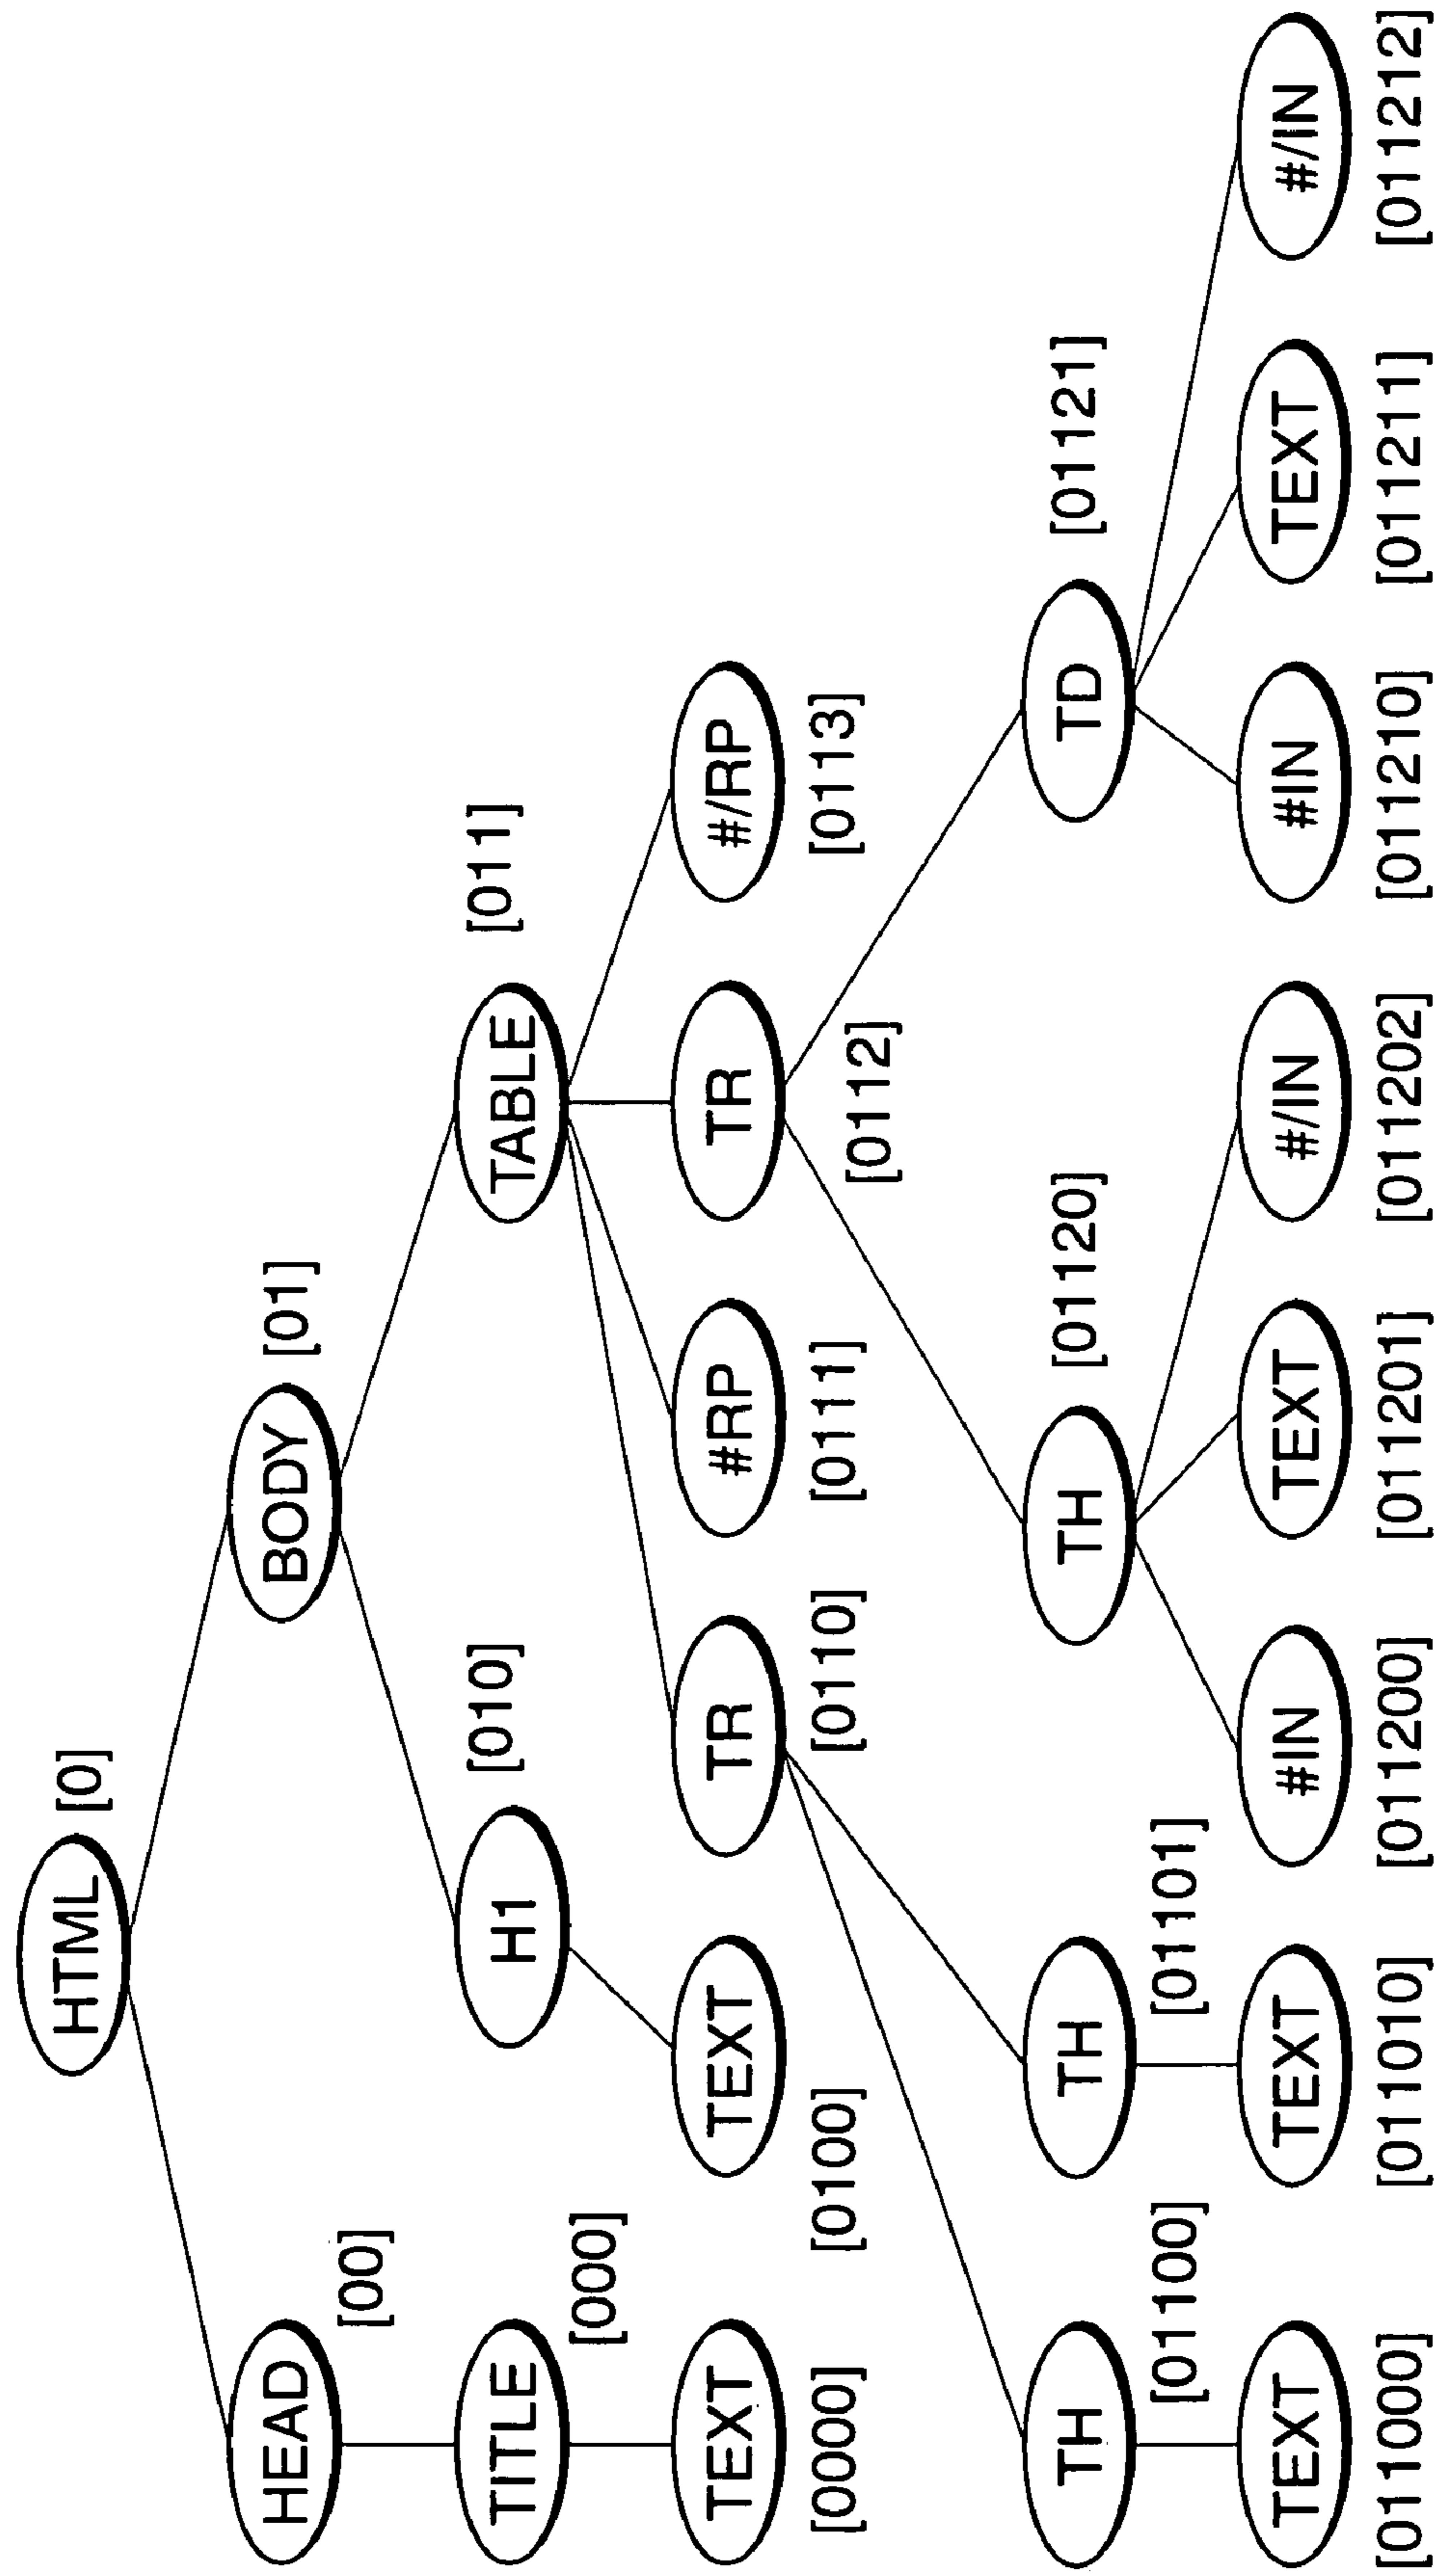 HTML [0]
HEAD [00]
BODY [01]
TITLE [000]
H1 [010]
TABLE [011]
TEXT [0000]
TEXT [0100]
TR [0110]
#RP [0111]
TR [0112]
#/RP [0113]
TH [01100]
TH [01101]
TH [01120]
TD [01121]
TEXT [011000]
TEXT [011010]
#IN [011200]
TEXT [011201]
#/IN [011202]
#IN [011210]
TEXT [011211]
#/IN [011212]